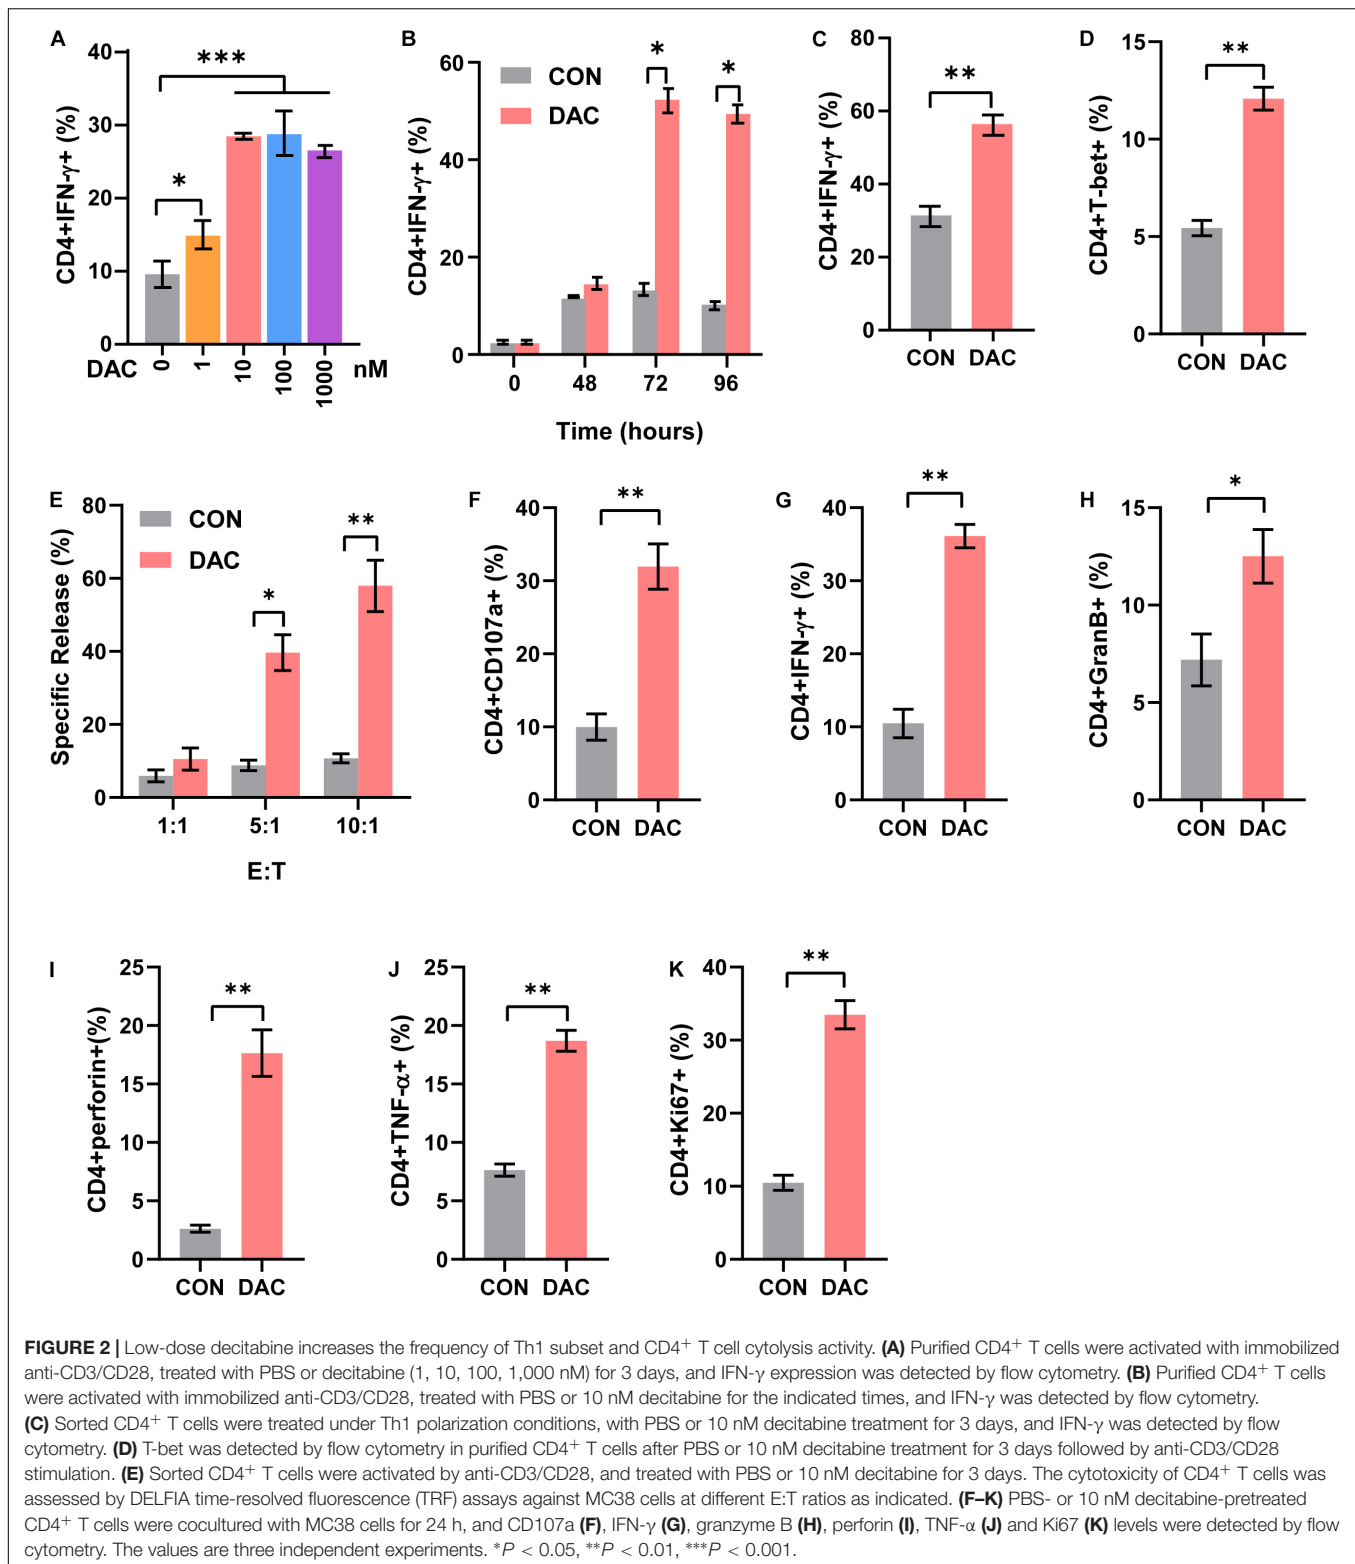 A
40
30
20
10
0
CD4+IFN-γ+ (%)
***
*
DAC
0
1
10
100
1000
nM
B
60
40
20
0
CD4+IFN-γ+ (%)
CON
DAC
*
*
0
48
72
96
Time (hours)
C
80
60
40
20
0
CD4+IFN-γ+ (%)
**
CON DAC
D
15
10
5
0
CD4+T-bet+ (%)
**
CON DAC
E
80
60
40
20
0
Specific Release (%)
CON
DAC
*
**
1:1
5:1
10:1
E:T
F
40
30
20
10
0
CD4+CD107a+ (%)
**
CON DAC
G
40
30
20
10
0
CD4+IFN-γ+ (%)
**
CON DAC
H
15
10
5
0
CD4+GranB+ (%)
*
CON DAC
I
25
20
15
10
5
0
CD4+perforin+(%)
**
CON DAC
J
25
20
15
10
5
0
CD4+TNF-α+ (%)
**
CON DAC
K
40
30
20
10
0
CD4+Ki67+ (%)
**
CON DAC
FIGURE 2 | Low-dose decitabine increases the frequency of Th1 subset and CD4+ T cell cytolysis activity. (A) Purified CD4+ T cells were activated with immobilized
anti-CD3/CD28, treated with PBS or decitabine (1, 10, 100, 1,000 nM) for 3 days, and IFN-γ expression was detected by flow cytometry. (B) Purified CD4+ T cells
were activated with immobilized anti-CD3/CD28, treated with PBS or 10 nM decitabine for the indicated times, and IFN-γ was detected by flow cytometry.
(C) Sorted CD4+ T cells were treated under Th1 polarization conditions, with PBS or 10 nM decitabine treatment for 3 days, and IFN-γ was detected by flow
cytometry. (D) T-bet was detected by flow cytometry in purified CD4+ T cells after PBS or 10 nM decitabine treatment for 3 days followed by anti-CD3/CD28
stimulation. (E) Sorted CD4+ T cells were activated by anti-CD3/CD28, and treated with PBS or 10 nM decitabine for 3 days. The cytotoxicity of CD4+ T cells was
assessed by DELFIA time-resolved fluorescence (TRF) assays against MC38 cells at different E:T ratios as indicated. (F–K) PBS- or 10 nM decitabine-pretreated
CD4+ T cells were cocultured with MC38 cells for 24 h, and CD107a (F), IFN-γ (G), granzyme B (H), perforin (I), TNF-α (J) and Ki67 (K) levels were detected by flow
cytometry. The values are three independent experiments. *P < 0.05, **P < 0.01, ***P < 0.001.